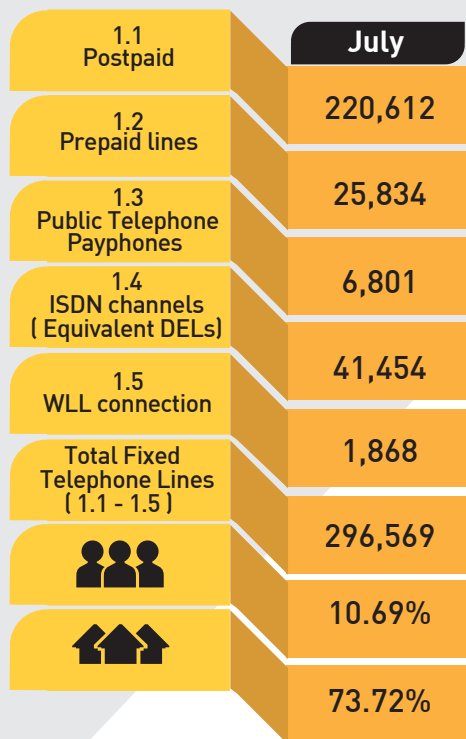 July
1.1
Postpaid
220,612
1.2
Prepaid lines
25,834
1.3
Public Telephone
Payphones
6,801
1.4
ISDN channels
( Equivalent DELs)
41,454
1.5
WLL connection
1,868
Total Fixed
Telephone Lines
( 1.1 - 1.5 )
296,569
10.69%
73.72%